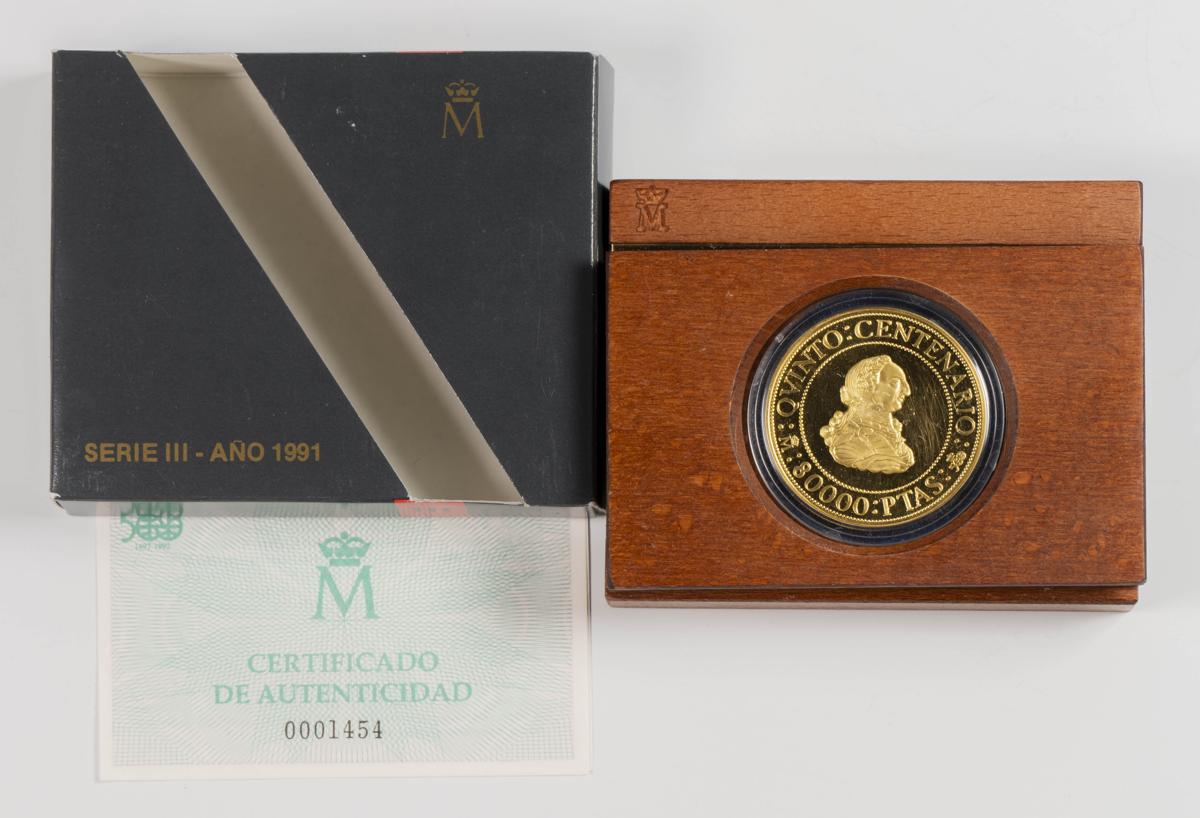 M
SERIE III - AÑO 1991
M
QVINTO:CENTENARIO:
:80000:PTAS:
M
CERTIFICADO
DE AUTENTICIDAD
0001454